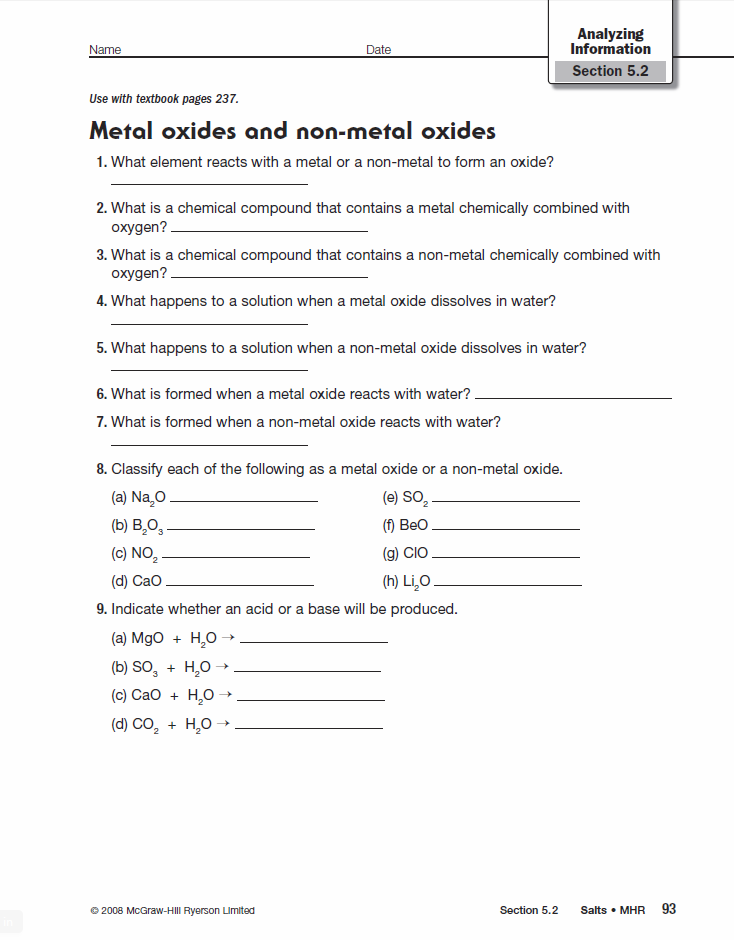 Analyzing
Information
Name Date
Section 5.2
Use with textbook pages 237.
Metal oxides and non-metal oxides
1. What element reacts with a metal or a non-metal to form an oxide?
2. What is a chemical compound that contains a metal chemically combined with
oxygen?
3. What is a chemical compound that contains a non-metal chemically combined with
oxygen?
4. What happens to a solution when a metal oxide dissolves in water?
5. What happens to a solution when a non-metal oxide dissolves in water?
6. What is formed when a metal oxide reacts with water?
7. What is formed when a non-metal oxide reacts with water?
8. Classify each of the following as a metal oxide or a non-metal oxide.
(a) Na₂O (e) SO₂
(b) B₂O₃ (f) BeO
(c) NO₂ (g) ClO
(d) CaO (h) Li₂O
9. Indicate whether an acid or a base will be produced.
(a) MgO + H₂O →
(b) SO₃ + H₂O →
(c) CaO + H₂O →
(d) CO₂ + H₂O →
© 2008 McGraw-Hill Ryerson Limited Section 5.2 Salts • MHR 93